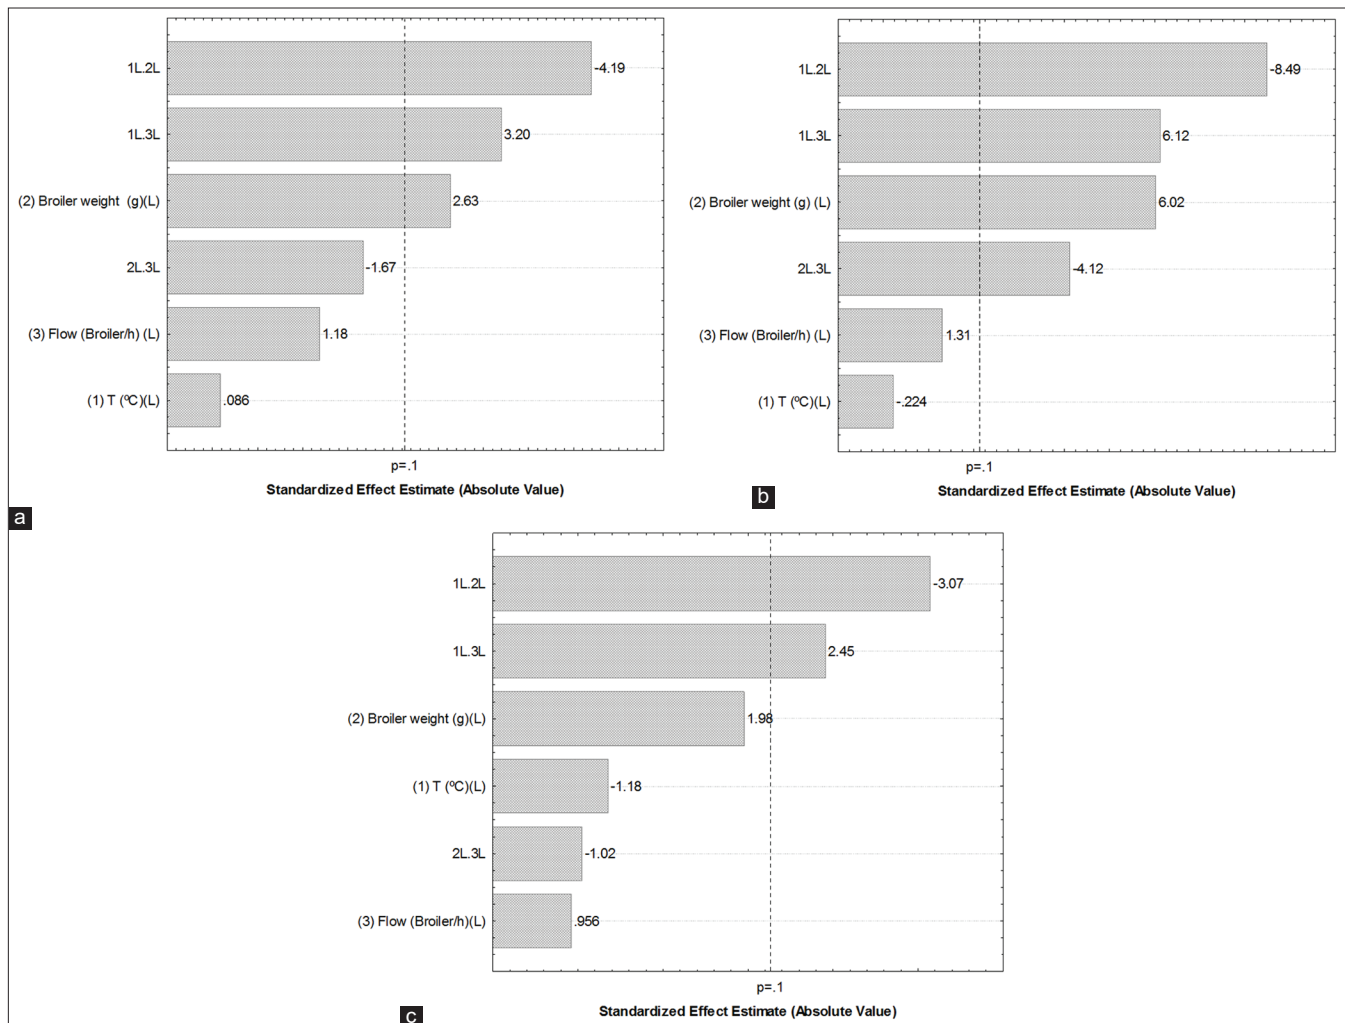 1L.2L
-4.19
1L.3L
3.20
(2) Broiler weight (g)(L)
2.63
2L.3L
-1.67
(3) Flow (Broiler/h) (L)
1.18
(1) T (ºC)(L)
.086
p=.1
Standardized Effect Estimate (Absolute Value)
a
1L.2L
-8.49
1L.3L
6.12
(2) Broiler weight (g) (L)
6.02
2L.3L
-4.12
(3) Flow (Broiler/h) (L)
1.31
(1) T (ºC)(L)
-.224
p=.1
Standardized Effect Estimate (Absolute Value)
b
1L.2L
-3.07
1L.3L
2.45
(2) Broiler weight (g)(L)
1.98
(1) T (ºC)(L)
-1.18
2L.3L
-1.02
(3) Flow (Broiler/h)(L)
.956
p=.1
Standardized Effect Estimate (Absolute Value)
c